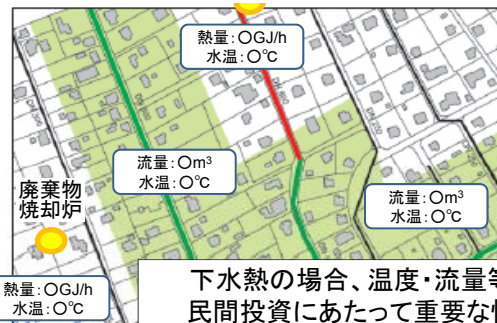 熱量:〇GJ/h
水温:〇℃
流量:〇m³
水温:〇℃
廃棄物
焼却炉
流量:〇m³
水温:〇℃
熱量:〇GJ/h
水温:〇℃
下水熱の場合、温度・流量等
民間投資にあたって重要な